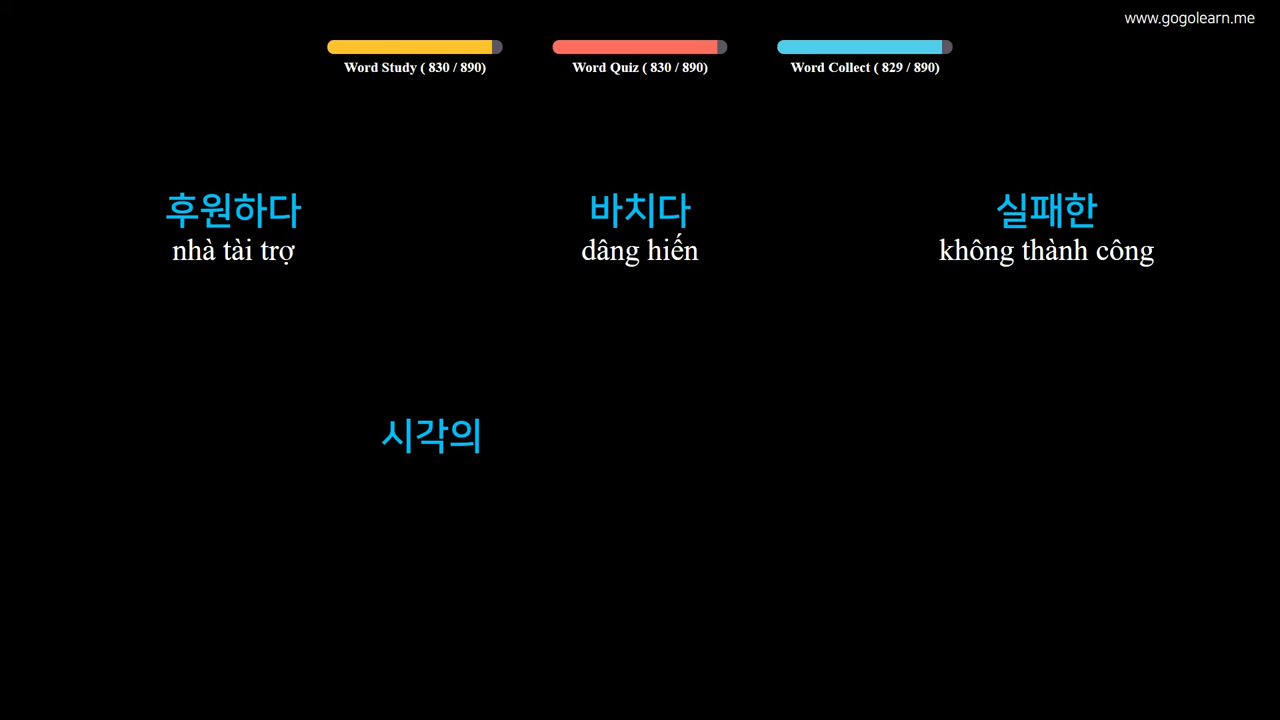 www.gogolearn.me
Word Study ( 830 / 890)
Word Quiz ( 830 / 890)
Word Collect ( 829 / 890)
후원하다
nhà tài trợ
바치다
dâng hiến
실패한
không thành công
시각의